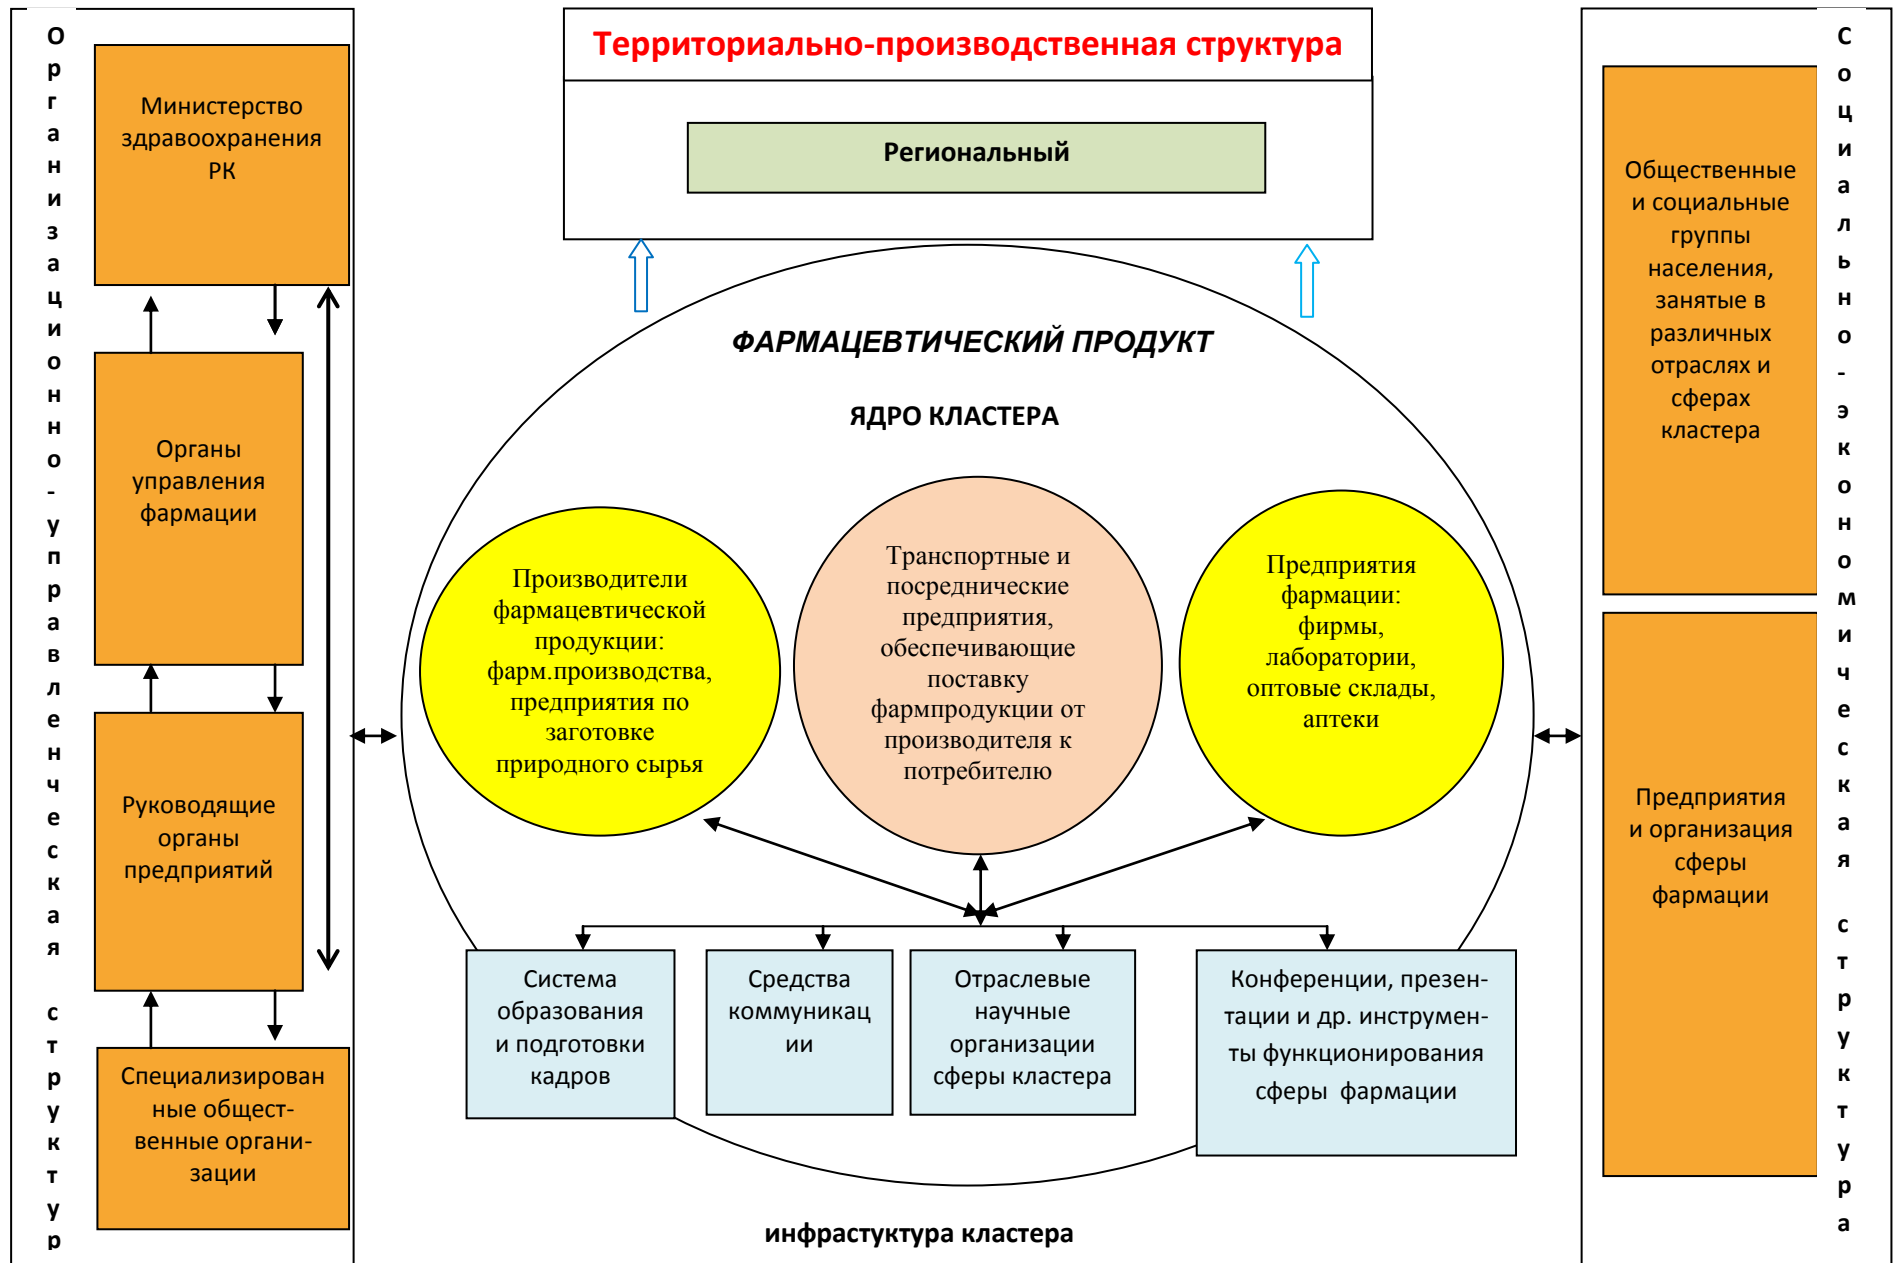 Организационно-управленческая структур
Министерство
здравоохранения
РК
Органы
управления
фармации
Руководящие
органы
предприятий
Специализирован
ные общест-
венные органи-
зации
Территориально-производственная структура
Региональный
ФАРМАЦЕВТИЧЕСКИЙ ПРОДУКТ
ЯДРО КЛАСТЕРА
Производители
фармацевтической
продукции:
фарм.производства,
предприятия по
заготовке
природного сырья
Транспортные и
посреднические
предприятия,
обеспечивающие
поставку
фармпродукции от
производителя к
потребителю
Предприятия
фармации:
фирмы,
лаборатории,
оптовые склады,
аптеки
Система
образования
и подготовки
кадров
Средства
коммуникац
ии
Отраслевые
научные
организации
сферы кластера
Конференции, презен-
тации и др. инструмен-
ты функционирования
сферы фармации
инфрастуктура кластера
Общественные
и социальные
группы
населения,
занятые в
различных
отраслях и
сферах
кластера
Предприятия
и организация
сферы
фармации
Социально-экономическая структура